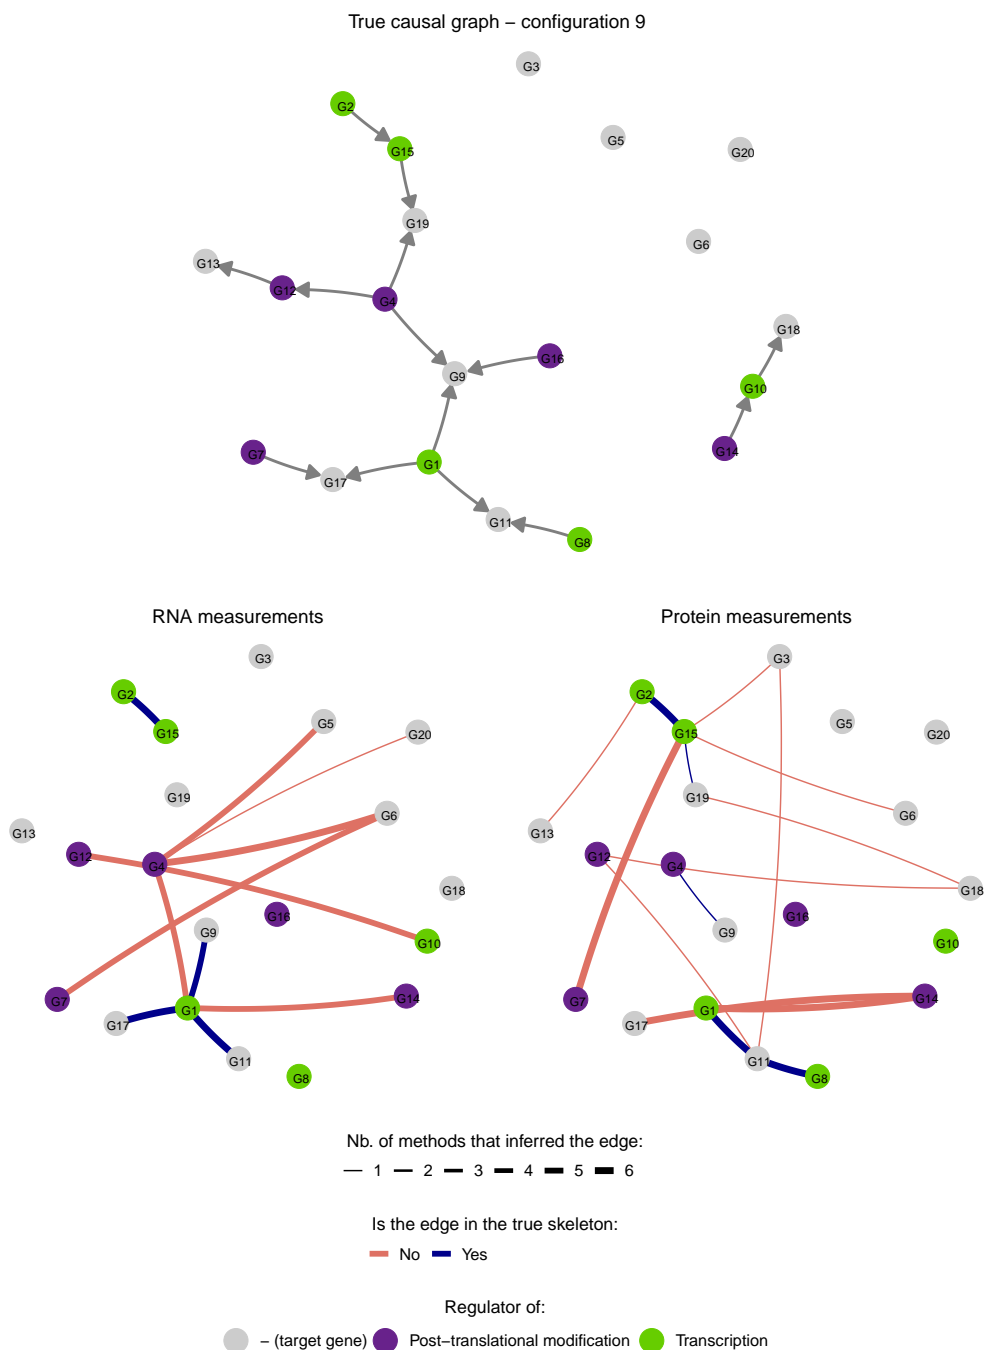 True causal graph – configuration 9
G3
G2
G5
G15
G20
G19
G6
G13
G12
G4
G18
G16
G9
G10
G7
G1
G14
G17
G11
G8
RNA measurements
G3
G2
G5
G15
G20
G19
G6
G13
G12
G4
G18
G16
G9
G10
G7
G14
G1
G17
G11
G8
Protein measurements
G3
G2
G5
G15
G20
G19
G6
G13
G12
G4
G18
G16
G9
G10
G7
G14
G1
G17
G11
G8
Nb. of methods that inferred the edge:
1 2 3 4 5 6
Is the edge in the true skeleton:
No Yes
Regulator of:
– (target gene) Post–translational modification Transcription